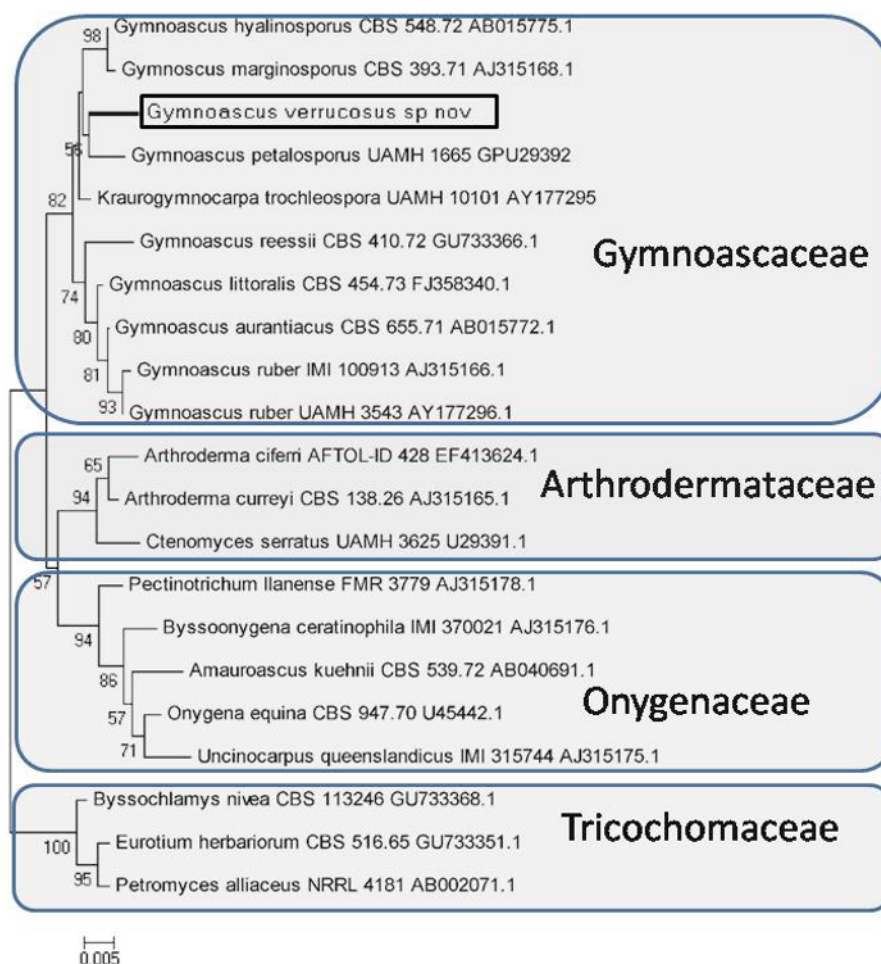 Gymnoascus hyalinosporus CBS 548.72 AB015775.1
98
Gymnoscus marginosporus CBS 393.71 AJ315168.1
Gymnoascus verrucosus sp nov
56
Gymnoascus petalosporus UAMH 1665 GPU29392
82
Kraurogymnocarpa trochleospora UAMH 10101 AY177295
Gymnoascus reessii CBS 410.72 GU733366.1
Gymnoascaceae
74
Gymnoascus littoralis CBS 454.73 FJ358340.1
80
Gymnoascus aurantiacus CBS 655.71 AB015772.1
81
Gymnoascus ruber IMI 100913 AJ315166.1
93
Gymnoascus ruber UAMH 3543 AY177296.1
Arthroderma ciferri AFTOL-ID 428 EF413624.1
65
Arthrodermataceae
94
Arthroderma curreyi CBS 138.26 AJ315165.1
Ctenomyces serratus UAMH 3625 U29391.1
57
Pectinotrichum llanense FMR 3779 AJ315178.1
94
Byssoonygena ceratinophila IMI 370021 AJ315176.1
86
Amauroascus kuehnii CBS 539.72 AB040691.1
Onygenaceae
57
Onygena equina CBS 947.70 U45442.1
71
Uncinocarpus queenslandicus IMI 315744 AJ315175.1
Byssochlamys nivea CBS 113246 GU733368.1
Tricochomaceae
100
Eurotium herbariorum CBS 516.65 GU733351.1
95
Petromyces alliaceus NRRL 4181 AB002071.1
0.005